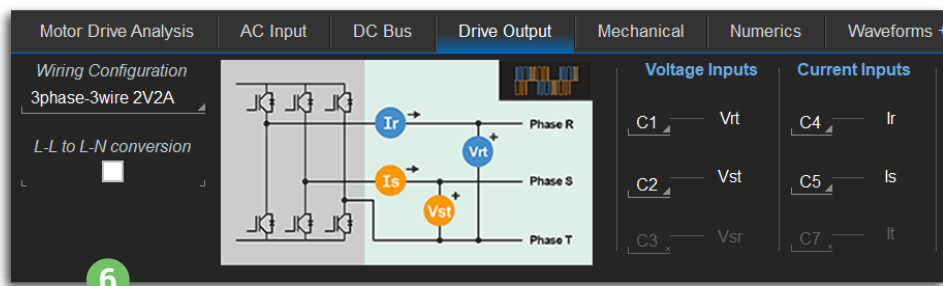 Motor Drive Analysis AC Input DC Bus Drive Output Mechanical Numerics Waveforms +
Wiring Configuration
3phase-3wire 2V2A
L-L to L-N conversion
Ir
Phase R
Vrt
+
Is
Phase S
Vst
+
Phase T
Voltage Inputs Current Inputs
C1 Vrt C4 Ir
C2 Vst C5 Is
C3 Vsr C7 It
6